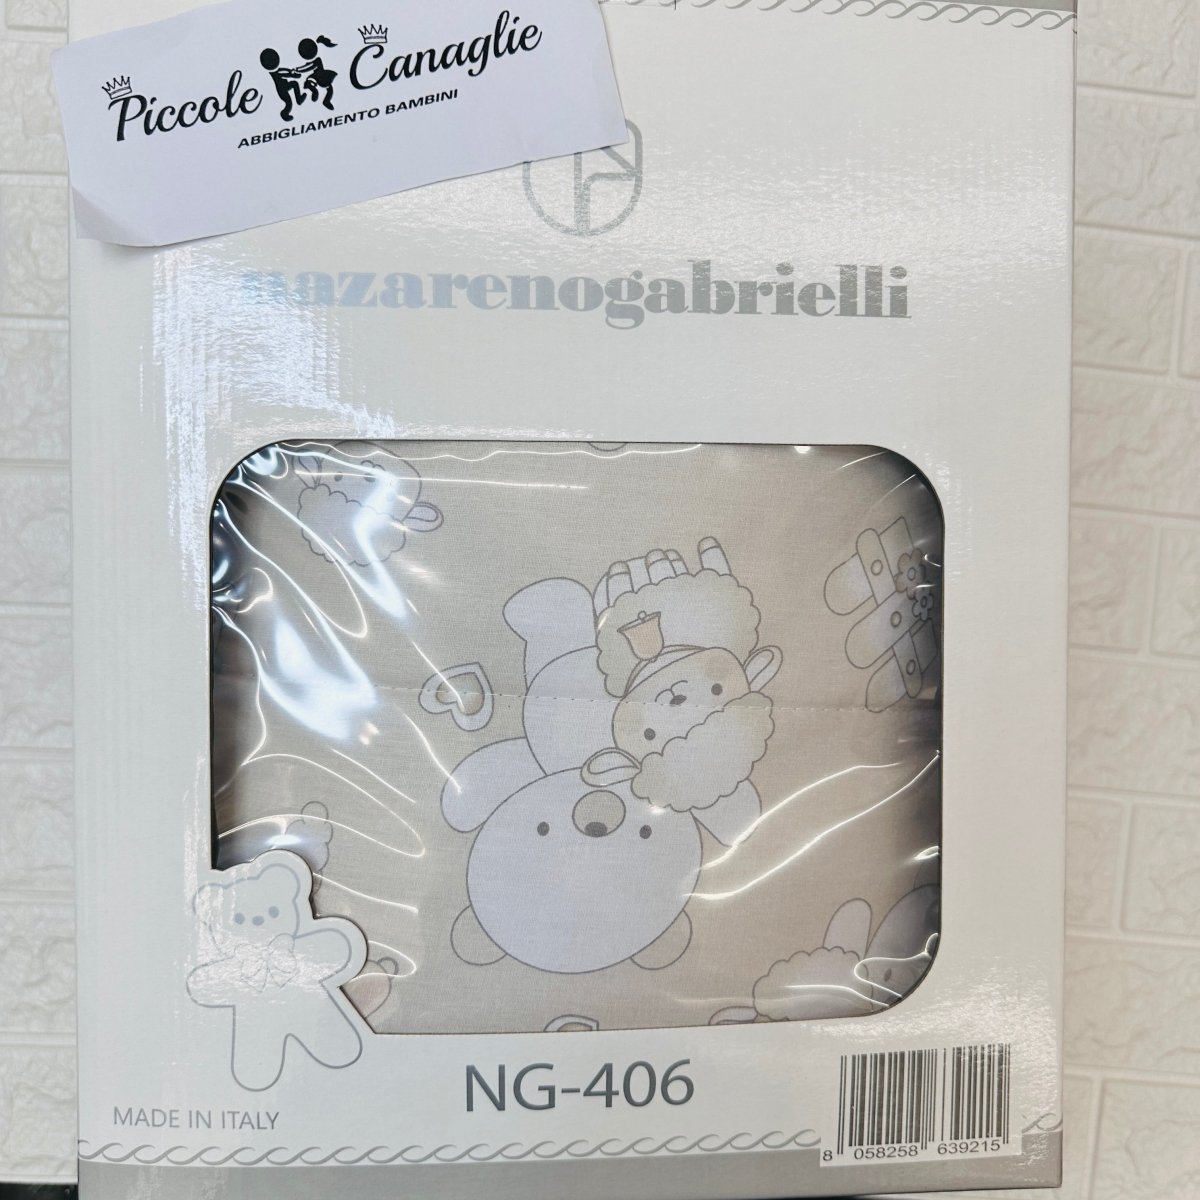 Piccole Canaglie
ABBIGLIAMENTO BAMBINI
nazarenogabrielli
NG-406
MADE IN ITALY
8 058258 639215